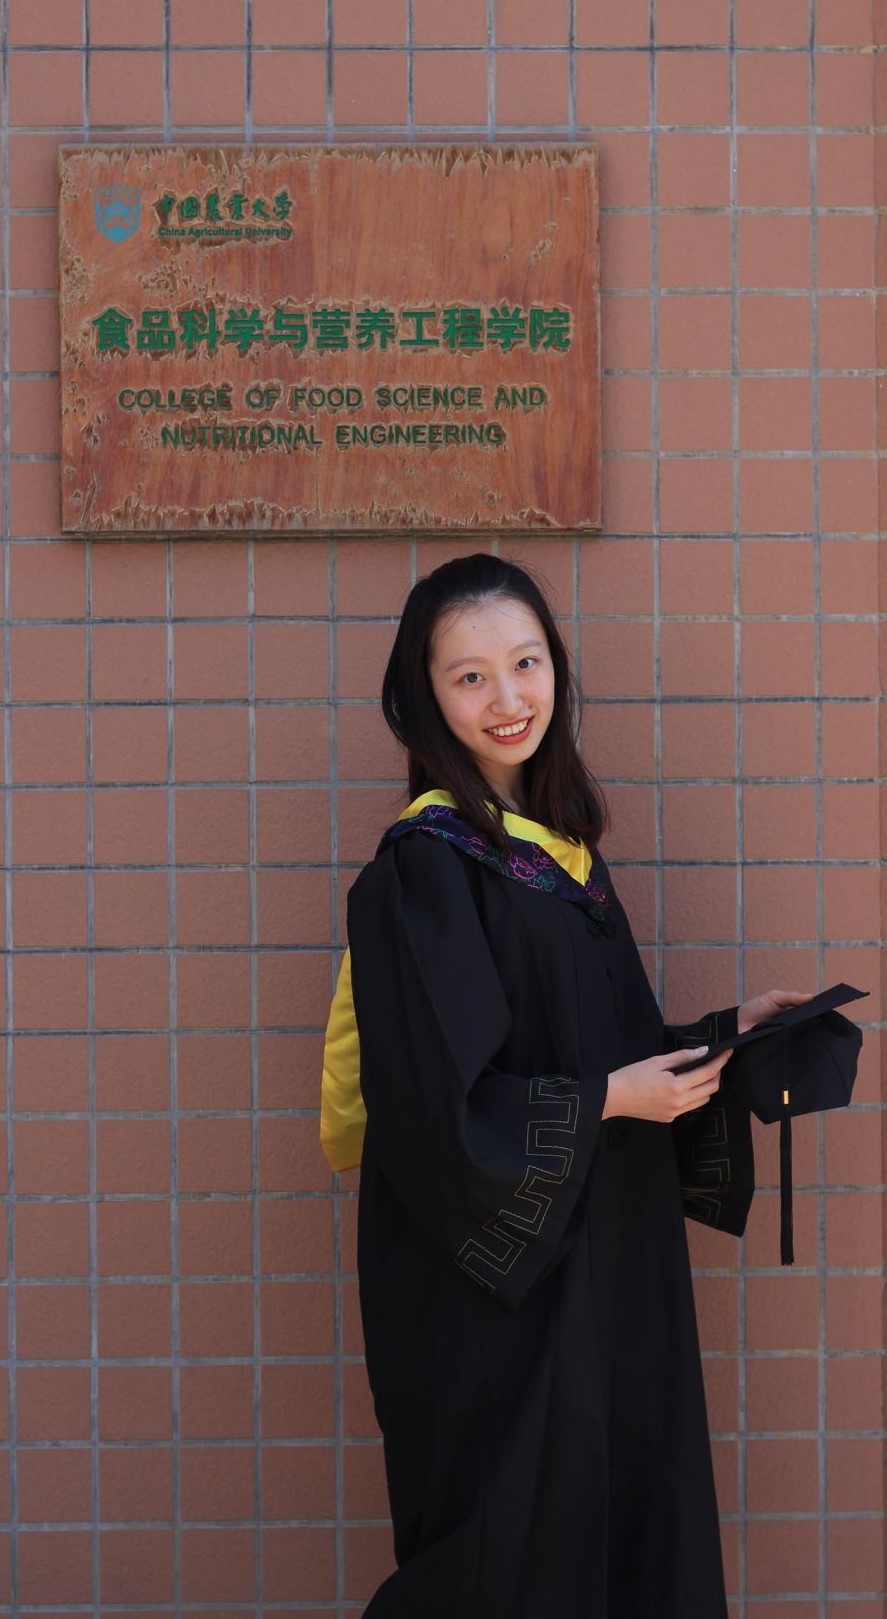 中国农业大学
China Agricultural University
食品科学与营养工程学院
COLLEGE OF FOOD SCIENCE AND
NUTRITIONAL ENGINEERING